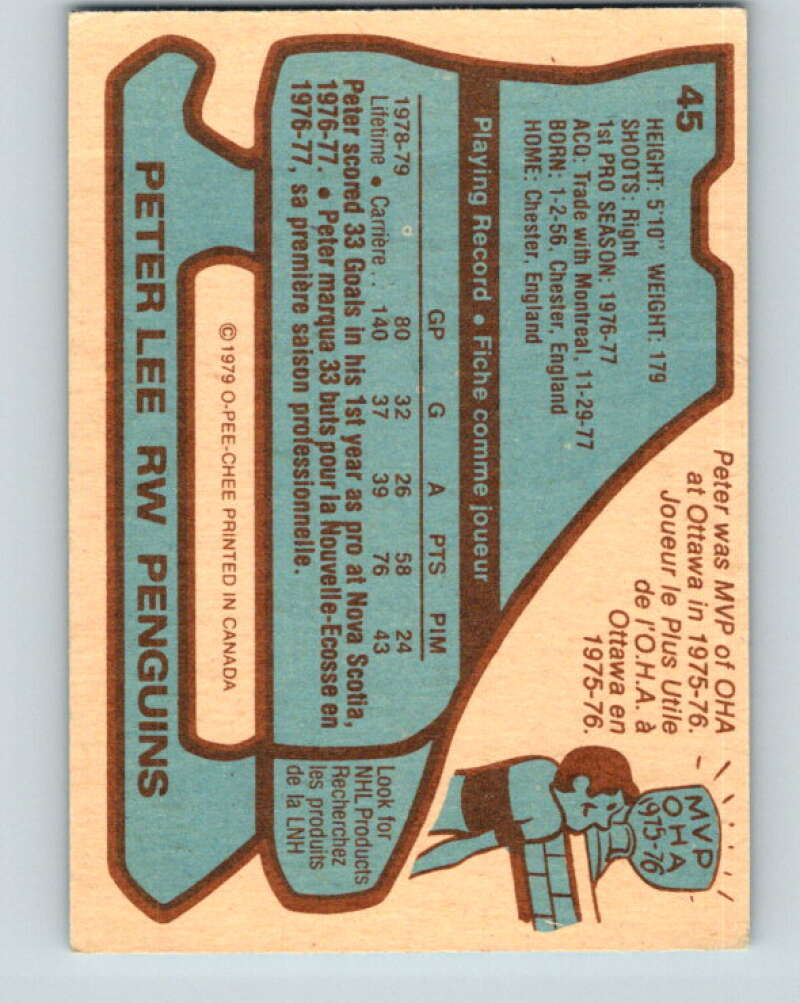 45
HEIGHT: 5'10" WEIGHT: 179
SHOOTS: Right
1st PRO SEASON: 1976-77
ACQ: Trade with Montreal, 11-29-77
BORN: 1-2-56, Chester, England
HOME: Chester, England
Peter was MVP of OHA
at Ottawa in 1975-76.
Joueur le Plus Utile
de l'O.H.A. à
Ottawa en
1975-76.
MVP
OHA
1975-76
Playing Record • Fiche comme joueur
GP G A PTS PIM
1978-79 80 32 26 58 24
Lifetime • Carrière . . 140 37 39 76 43
Peter scored 33 Goals in his 1st year as pro at Nova Scotia,
1976-77. • Peter marqua 33 buts pour la Nouvelle-Ecosse en
1976-77, sa première saison professionnelle.
Look for
NHL Products
Recherchez
les produits
de la LNH
©1979 O-PEE-CHEE PRINTED IN CANADA
PETER LEE RW PENGUINS